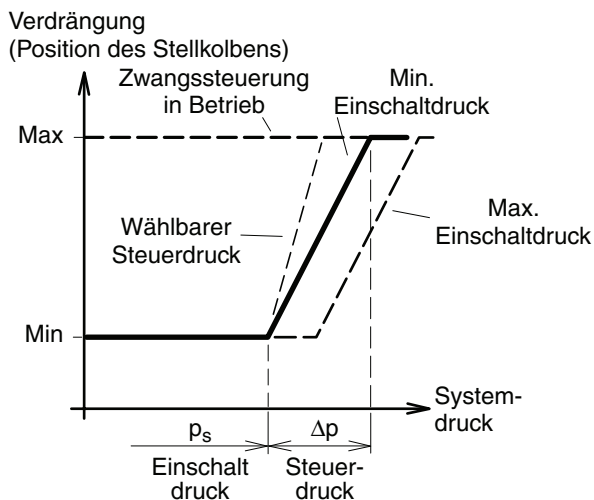 Verdrängung
(Position des Stellkolbens)
Zwangssteuerung
in Betrieb
Min.
Einschaltdruck
Max
Wählbarer
Steuerdruck
Max.
Einschaltdruck
Min
System-
druck
ps
Δp
Einschalt
druck
Steuer-
druck